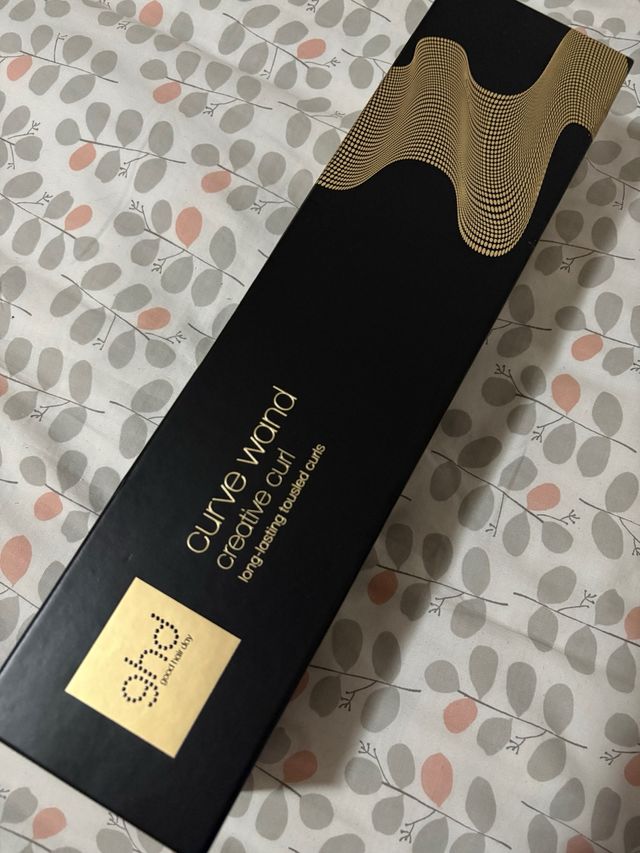 curve wand
creative curl
long-lasting tousled curls
ghd
good hair day